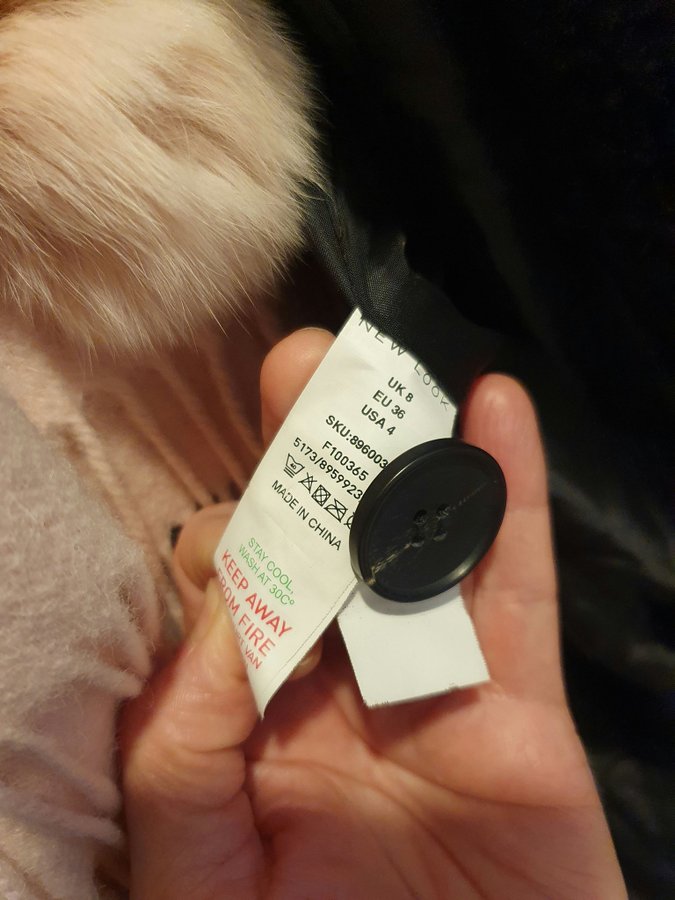 NEW LOOK
UK 8
EU 36
USA 4
SKU:896003
F100365
5173/8959923
MADE IN CHINA
STAY COOL,
WASH AT 30C°
KEEP AWAY
FROM FIRE